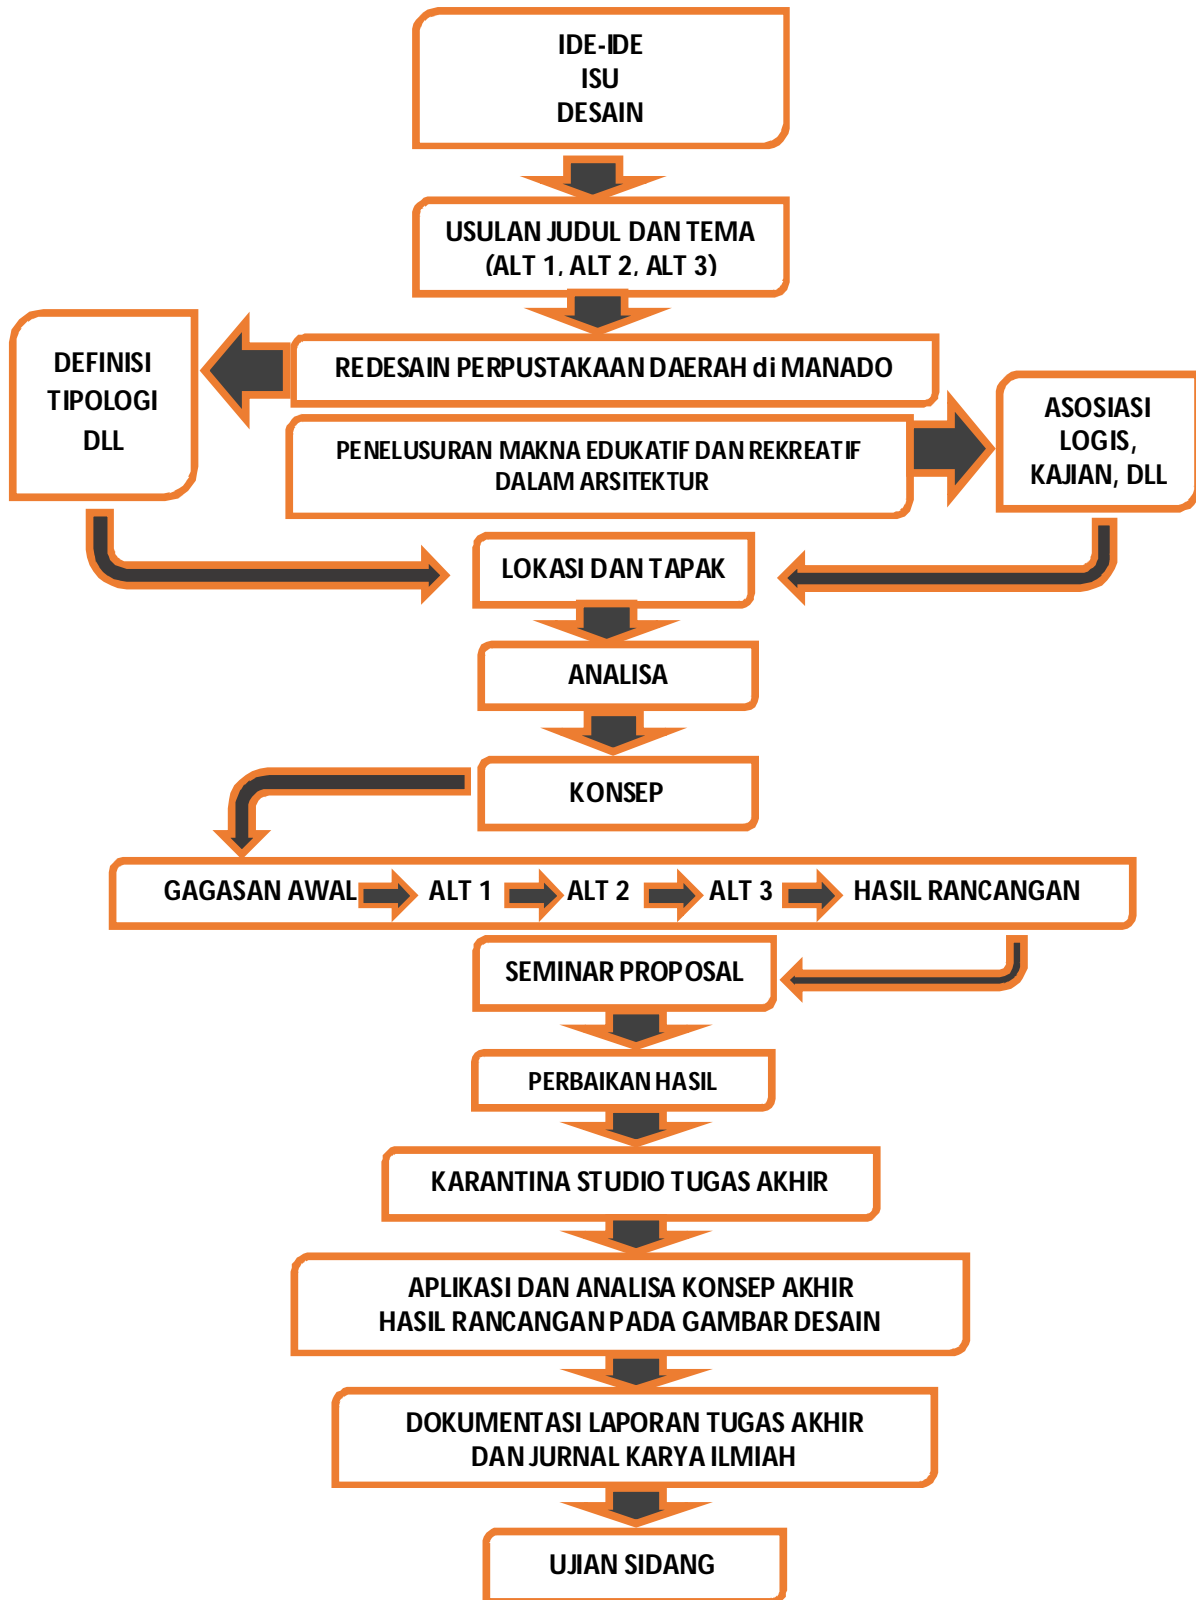 IDE-IDE
ISU
DESAIN
USULAN JUDUL DAN TEMA
(ALT 1, ALT 2, ALT 3)
DEFINISI
TIPOLOGI
DLL
REDESAIN PERPUSTAKAAN DAERAH di MANADO
PENELUSURAN MAKNA EDUKATIF DAN REKREATIF
DALAM ARSITEKTUR
ASOSIASI
LOGIS,
KAJIAN, DLL
LOKASI DAN TAPAK
ANALISA
KONSEP
GAGASAN AWAL ALT 1 ALT 2 ALT 3 HASIL RANCANGAN
SEMINAR PROPOSAL
PERBAIKAN HASIL
KARANTINA STUDIO TUGAS AKHIR
APLIKASI DAN ANALISA KONSEP AKHIR
HASIL RANCANGAN PADA GAMBAR DESAIN
DOKUMENTASI LAPORAN TUGAS AKHIR
DAN JURNAL KARYA ILMIAH
UJIAN SIDANG